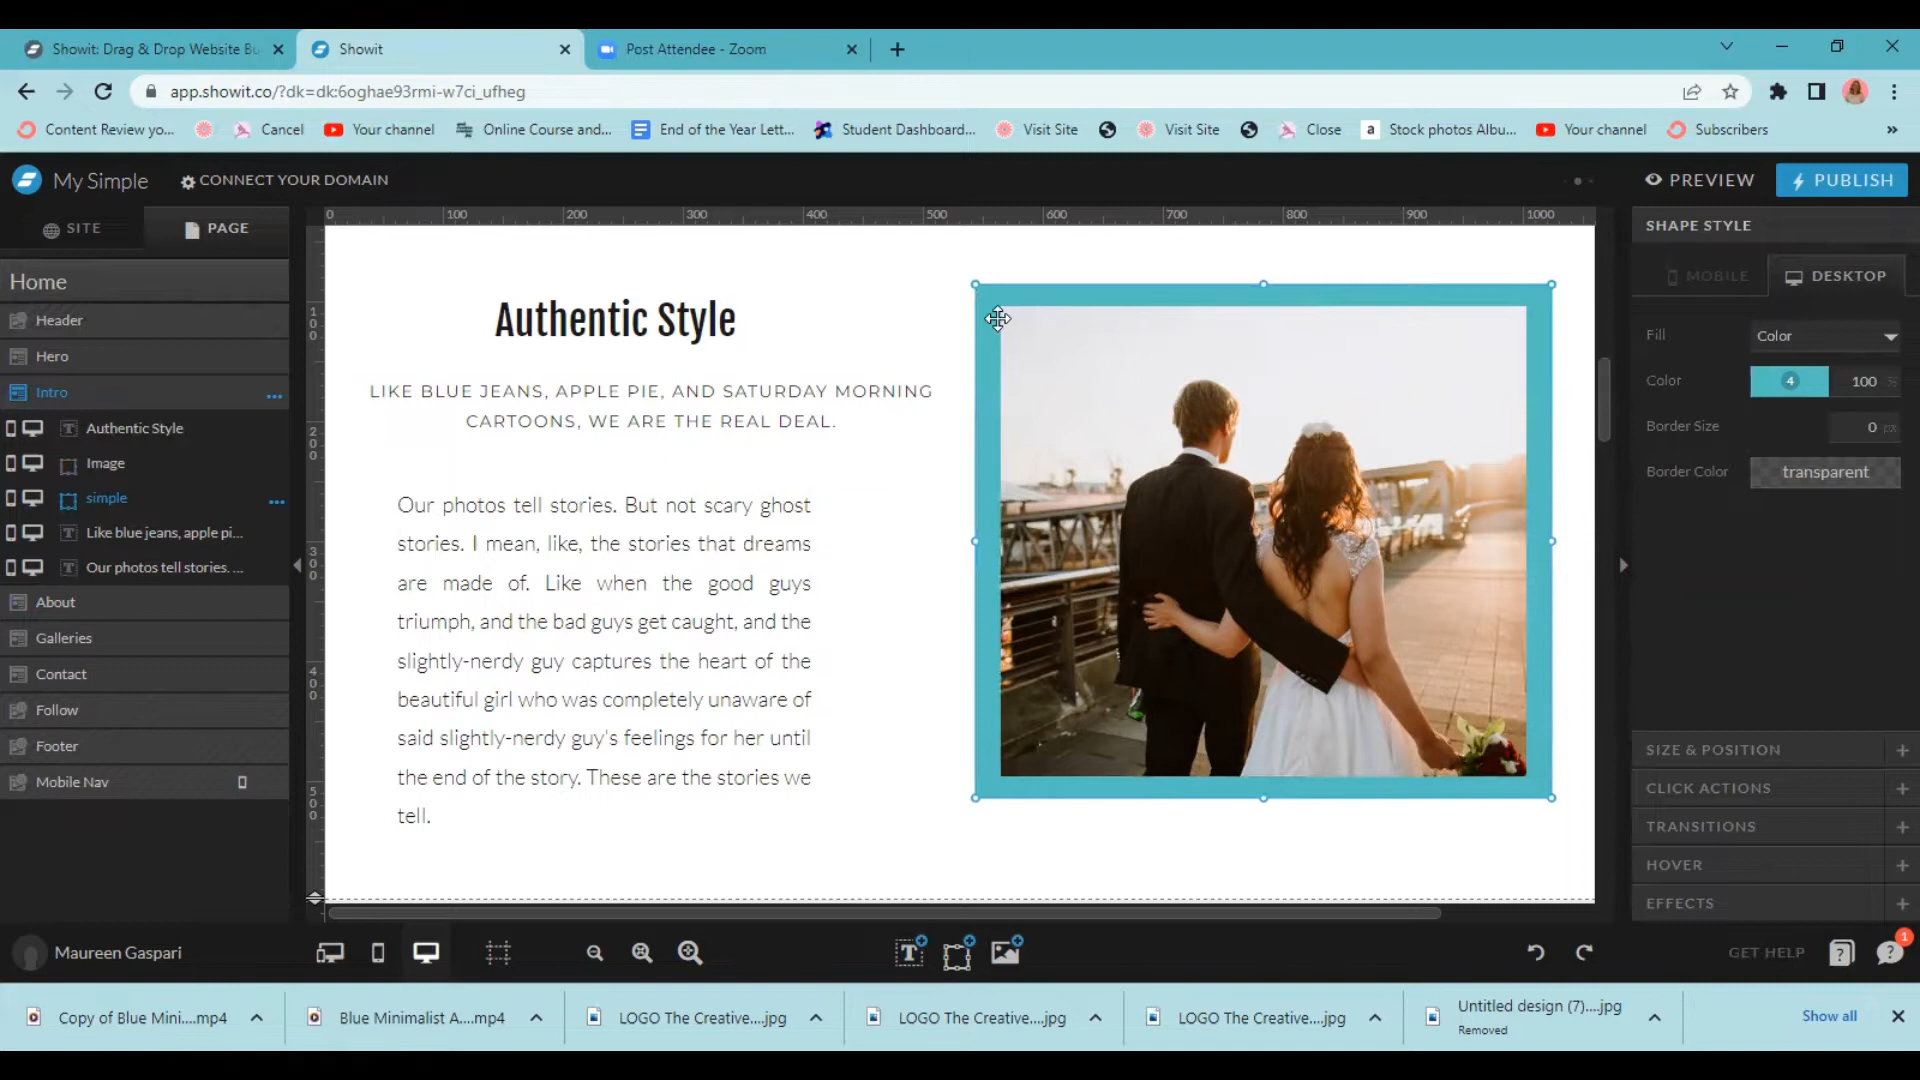 Showit: Drag & Drop Website Bu
Showit
Post Attendee - Zoom
app.showit.co/?dk=dk:6oghae93rmi-w7ci_ufheg
Content Review yo...
Cancel
Your channel
Online Course and...
End of the Year Lett...
Student Dashboard...
Visit Site
Visit Site
Close
a
Stock photos Albu...
Your channel
Subscribers
»
My Simple
CONNECT YOUR DOMAIN
PREVIEW
PUBLISH
SITE
PAGE
0 100 200 300 400 500 600 700 800 900 1000
SHAPE STYLE
MOBILE
DESKTOP
Home
Header
Hero
Intro
Authentic Style
Image
simple
Like blue jeans, apple pi...
Our photos tell stories. ...
About
Galleries
Contact
Follow
Footer
Mobile Nav
100
200
300
400
500
Authentic Style
LIKE BLUE JEANS, APPLE PIE, AND SATURDAY MORNING
CARTOONS, WE ARE THE REAL DEAL.
Our photos tell stories. But not scary ghost
stories. I mean, like, the stories that dreams
are made of. Like when the good guys
triumph, and the bad guys get caught, and the
slightly-nerdy guy captures the heart of the
beautiful girl who was completely unaware of
said slightly-nerdy guy's feelings for her until
the end of the story. These are the stories we
tell.
Fill
Color
Color
4
100 %
Border Size
0 px
Border Color
transparent
SIZE & POSITION
CLICK ACTIONS
TRANSITIONS
HOVER
EFFECTS
Maureen Gaspari
T
GET HELP
?
?
1
Copy of Blue Mini....mp4
Blue Minimalist A....mp4
LOGO The Creative....jpg
LOGO The Creative....jpg
LOGO The Creative....jpg
Untitled design (7)....jpg
Removed
Show all